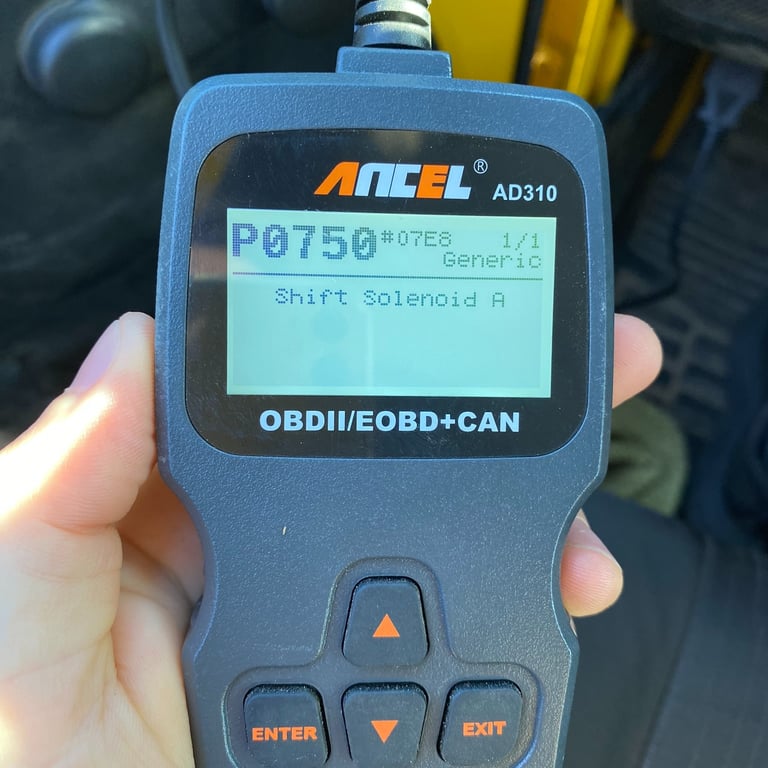 ANCEL® AD310
P0750 #07E8 1/1
Generic
Shift Solenoid A
OBDII/EOBD+CAN
ENTER EXIT